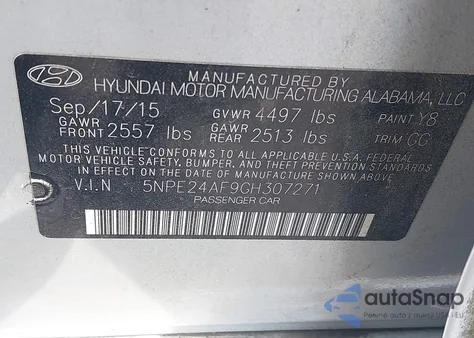 MANUFACTURED BY
HYUNDAI MOTOR MANUFACTURING ALABAMA, LLC
Sep/17/15 GVWR 4497 lbs PAINT Y8
GAWR FRONT 2557 lbs GAWR REAR 2513 lbs TRIM GG
THIS VEHICLE CONFORMS TO ALL APPLICABLE U.S. FEDERAL
MOTOR VEHICLE SAFETY, BUMPER, AND THEFT PREVENTION
STANDARDS IN EFFECT ON THE DATE OF MANUFACTURE SHOWN ABOVE.
V.I.N 5NPE24AF9GH307271
PASSENGER CAR
autoSnap